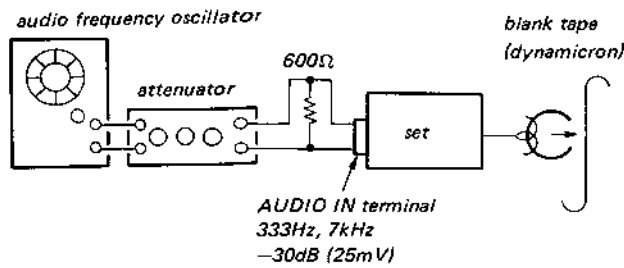 audio frequency oscillator
attenuator
600Ω
set
blank tape
(dynamicron)
AUDIO IN terminal
333Hz, 7kHz
−30dB (25mV)